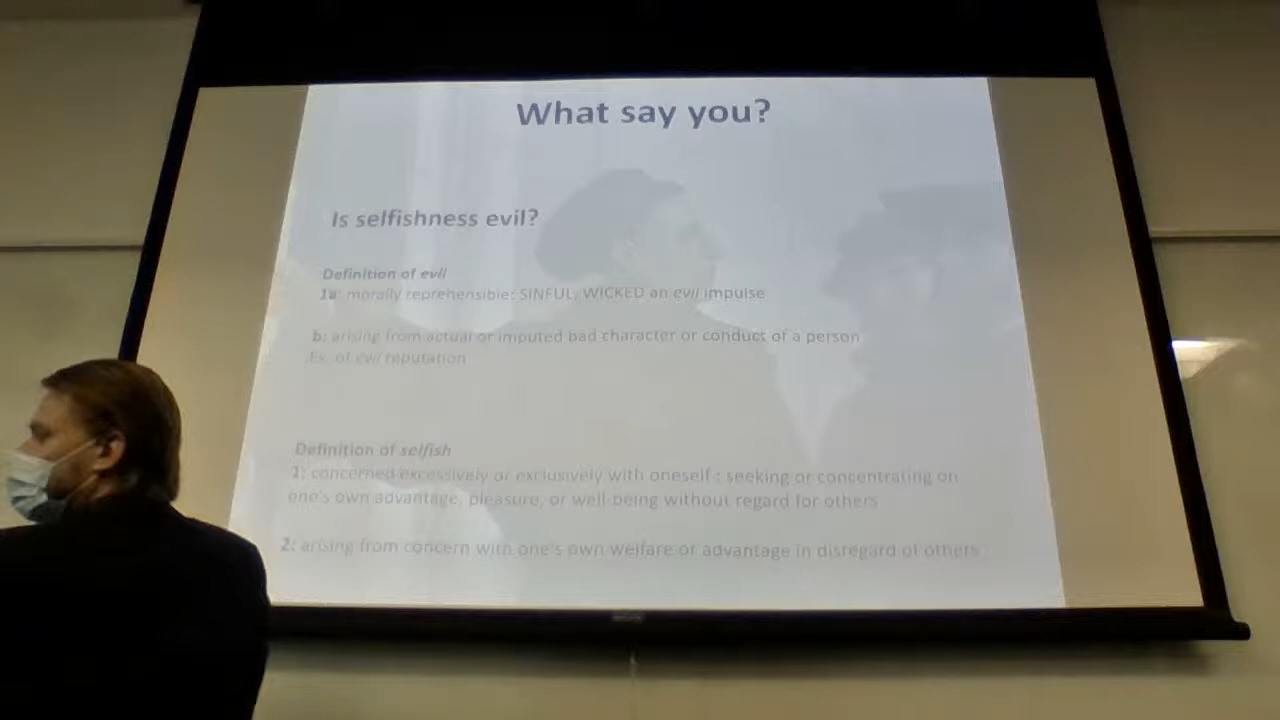 What say you?
Is selfishness evil?
Definition of evil
1a: morally reprehensible: SINFUL, WICKED an evil impulse
b: arising from actual or imputed bad character or conduct of a person
Ex. of evil reputation
Definition of selfish
1: concerned excessively or exclusively with oneself : seeking or concentrating on
one's own advantage, pleasure, or well-being without regard for others
2: arising from concern with one's own welfare or advantage in disregard of others